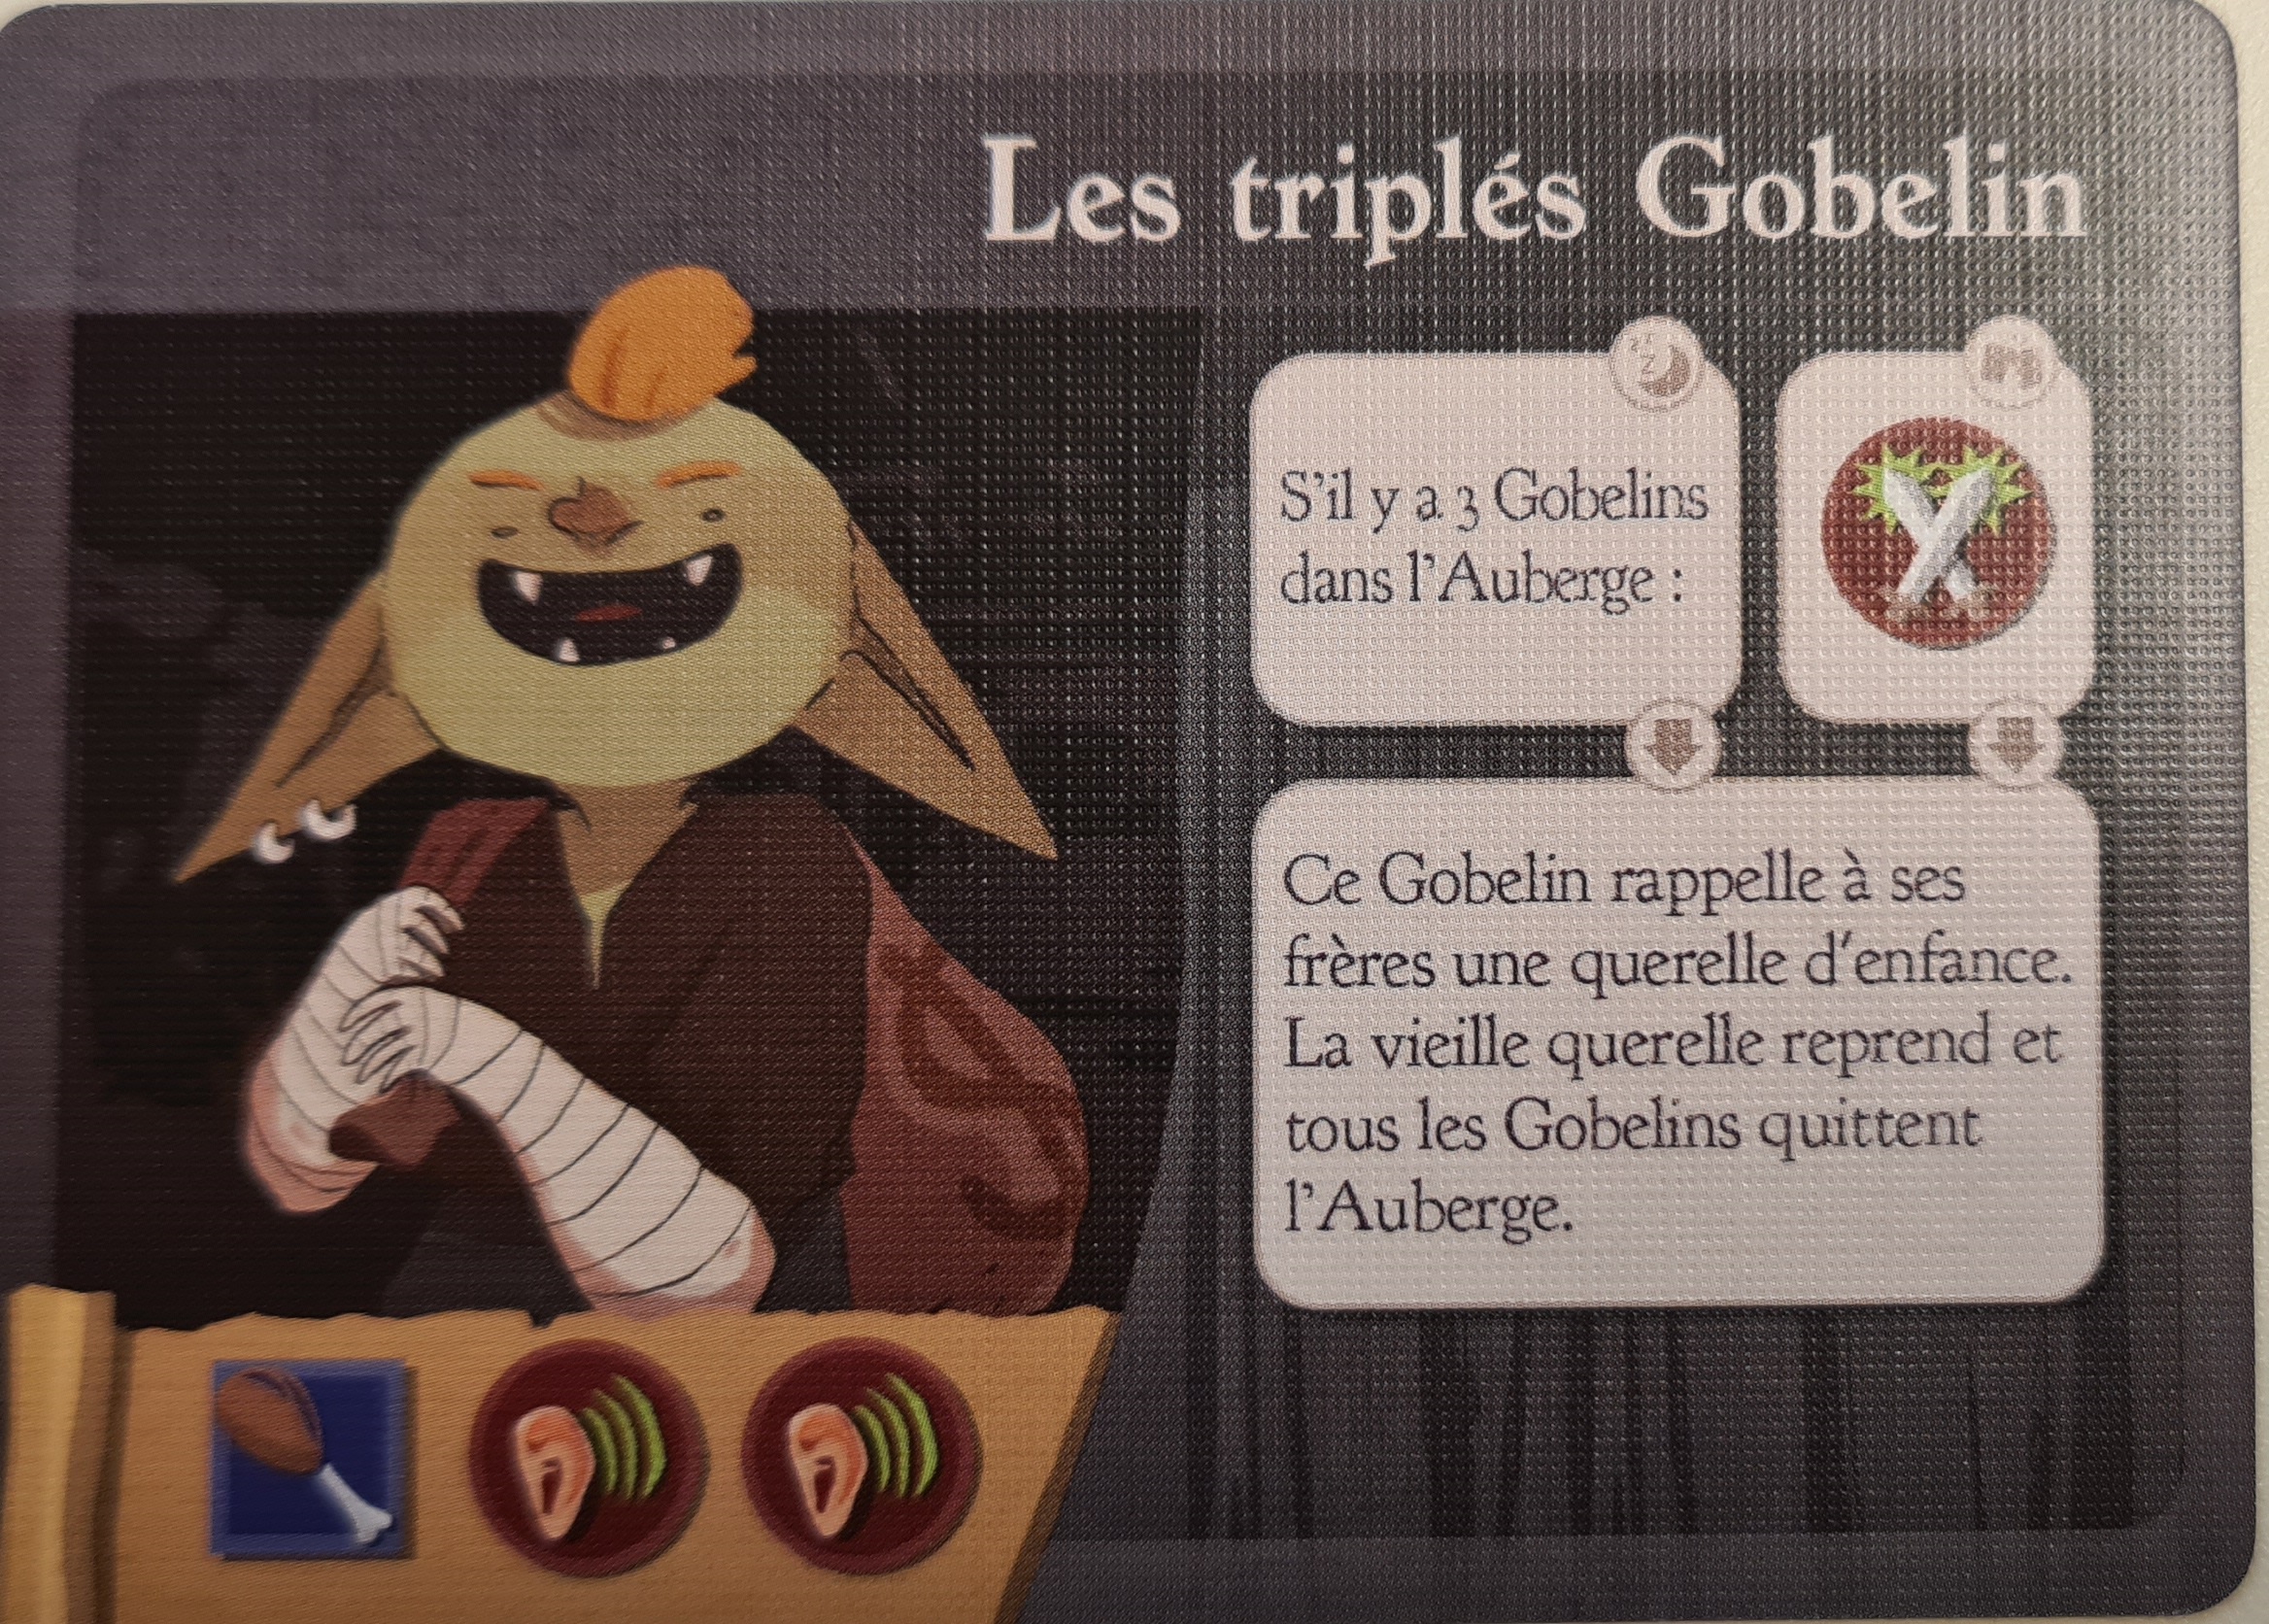 Les triplés Gobelin
S'il y a 3 Gobelins
dans l'Auberge :
Ce Gobelin rappelle à ses
frères une querelle d'enfance.
La vieille querelle reprend et
tous les Gobelins quittent
l'Auberge.